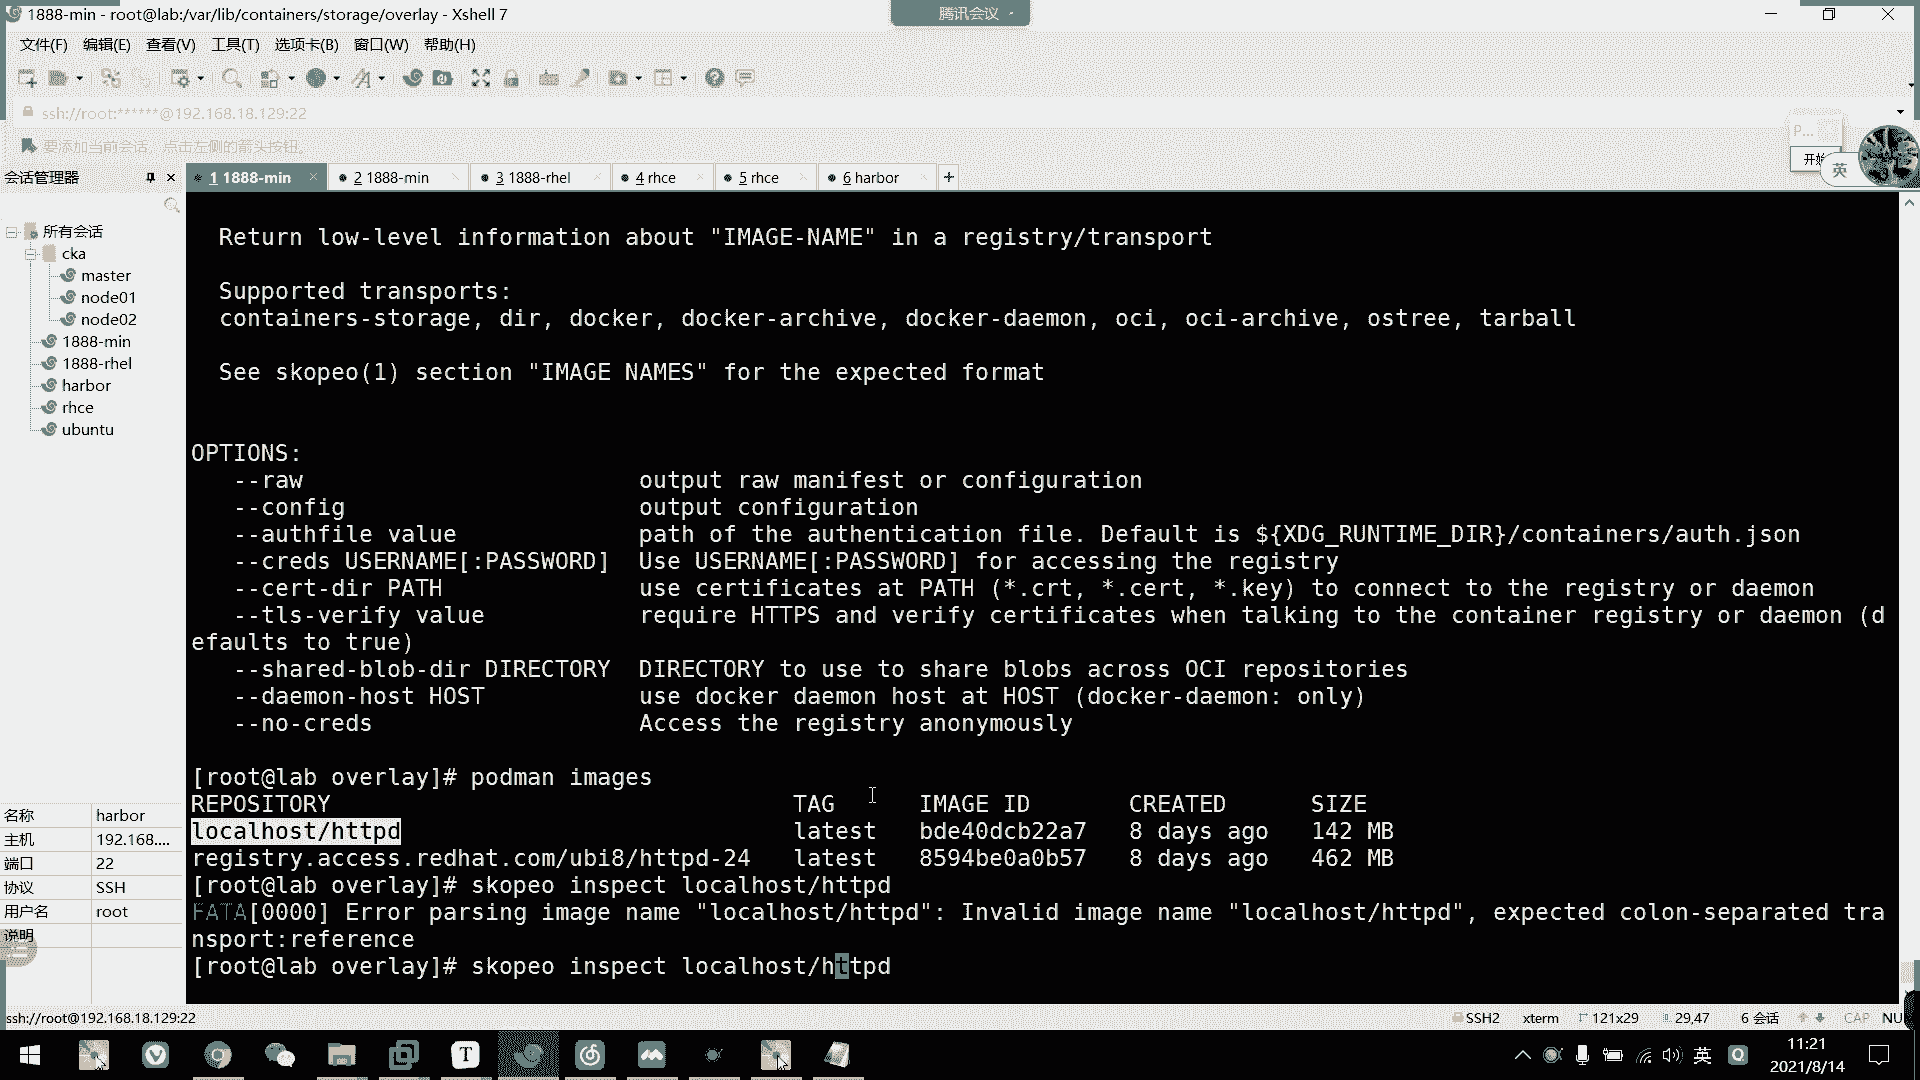 1888-min - root@lab:/var/lib/containers/storage/overlay - Xshell 7
腾讯会议
文件(F) 编辑(E) 查看(V) 工具(T) 选项卡(B) 窗口(W) 帮助(H)
ssh://root:******@192.168.18.129:22
要添加当前会话，点击左侧的箭头按钮。
P...
开始
英
会话管理器
1 1888-min
2 1888-min
3 1888-rhel
4 rhce
5 rhce
6 harbor
所有会话
cka
master
node01
node02
1888-min
1888-rhel
harbor
rhce
ubuntu
名称 harbor
主机 192.168....
端口 22
协议 SSH
用户名 root
说明
Return low-level information about "IMAGE-NAME" in a registry/transport
Supported transports:
containers-storage, dir, docker, docker-archive, docker-daemon, oci, oci-archive, ostree, tarball
See skopeo(1) section "IMAGE NAMES" for the expected format
OPTIONS:
--raw output raw manifest or configuration
--config output configuration
--authfile value path of the authentication file. Default is ${XDG_RUNTIME_DIR}/containers/auth.json
--creds USERNAME[:PASSWORD] Use USERNAME[:PASSWORD] for accessing the registry
--cert-dir PATH use certificates at PATH (*.crt, *.cert, *.key) to connect to the registry or daemon
--tls-verify value require HTTPS and verify certificates when talking to the container registry or daemon (d
efaults to true)
--shared-blob-dir DIRECTORY DIRECTORY to use to share blobs across OCI repositories
--daemon-host HOST use docker daemon host at HOST (docker-daemon: only)
--no-creds Access the registry anonymously
[root@lab overlay]# podman images
REPOSITORY TAG IMAGE ID CREATED SIZE
localhost/httpd latest bde40dcb22a7 8 days ago 142 MB
registry.access.redhat.com/ubi8/httpd-24 latest 8594be0a0b57 8 days ago 462 MB
[root@lab overlay]# skopeo inspect localhost/httpd
FATA[0000] Error parsing image name "localhost/httpd": Invalid image name "localhost/httpd", expected colon-separated tra
nsport:reference
[root@lab overlay]# skopeo inspect localhost/httpd
ssh://root@192.168.18.129:22
SSH2
xterm
121x29
29,47
6 会话
CAP
NU
T
英
Q
11:21
2021/8/14